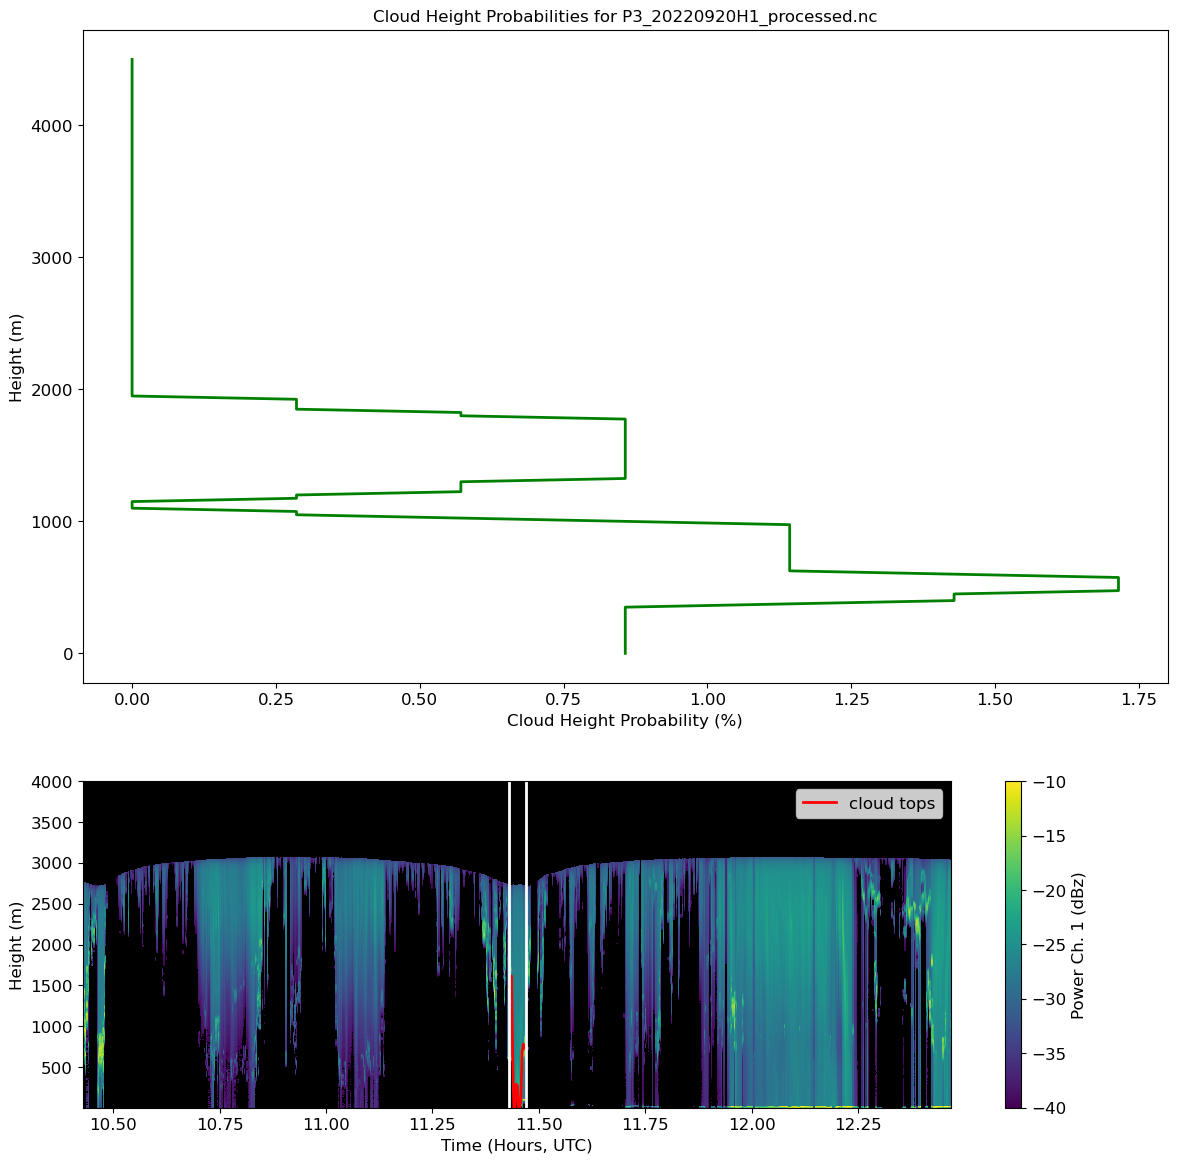 Cloud Height Probabilities for P3_20220920H1_processed.nc
4000
3000
2000
1000
0
Height (m)
0.00 0.25 0.50 0.75 1.00 1.25 1.50 1.75
Cloud Height Probability (%)
4000
3500
3000
2500
2000
1500
1000
500
Height (m)
cloud tops
10.50 10.75 11.00 11.25 11.50 11.75 12.00 12.25
Time (Hours, UTC)
−10
−15
−20
−25
−30
−35
−40
Power Ch. 1 (dBz)